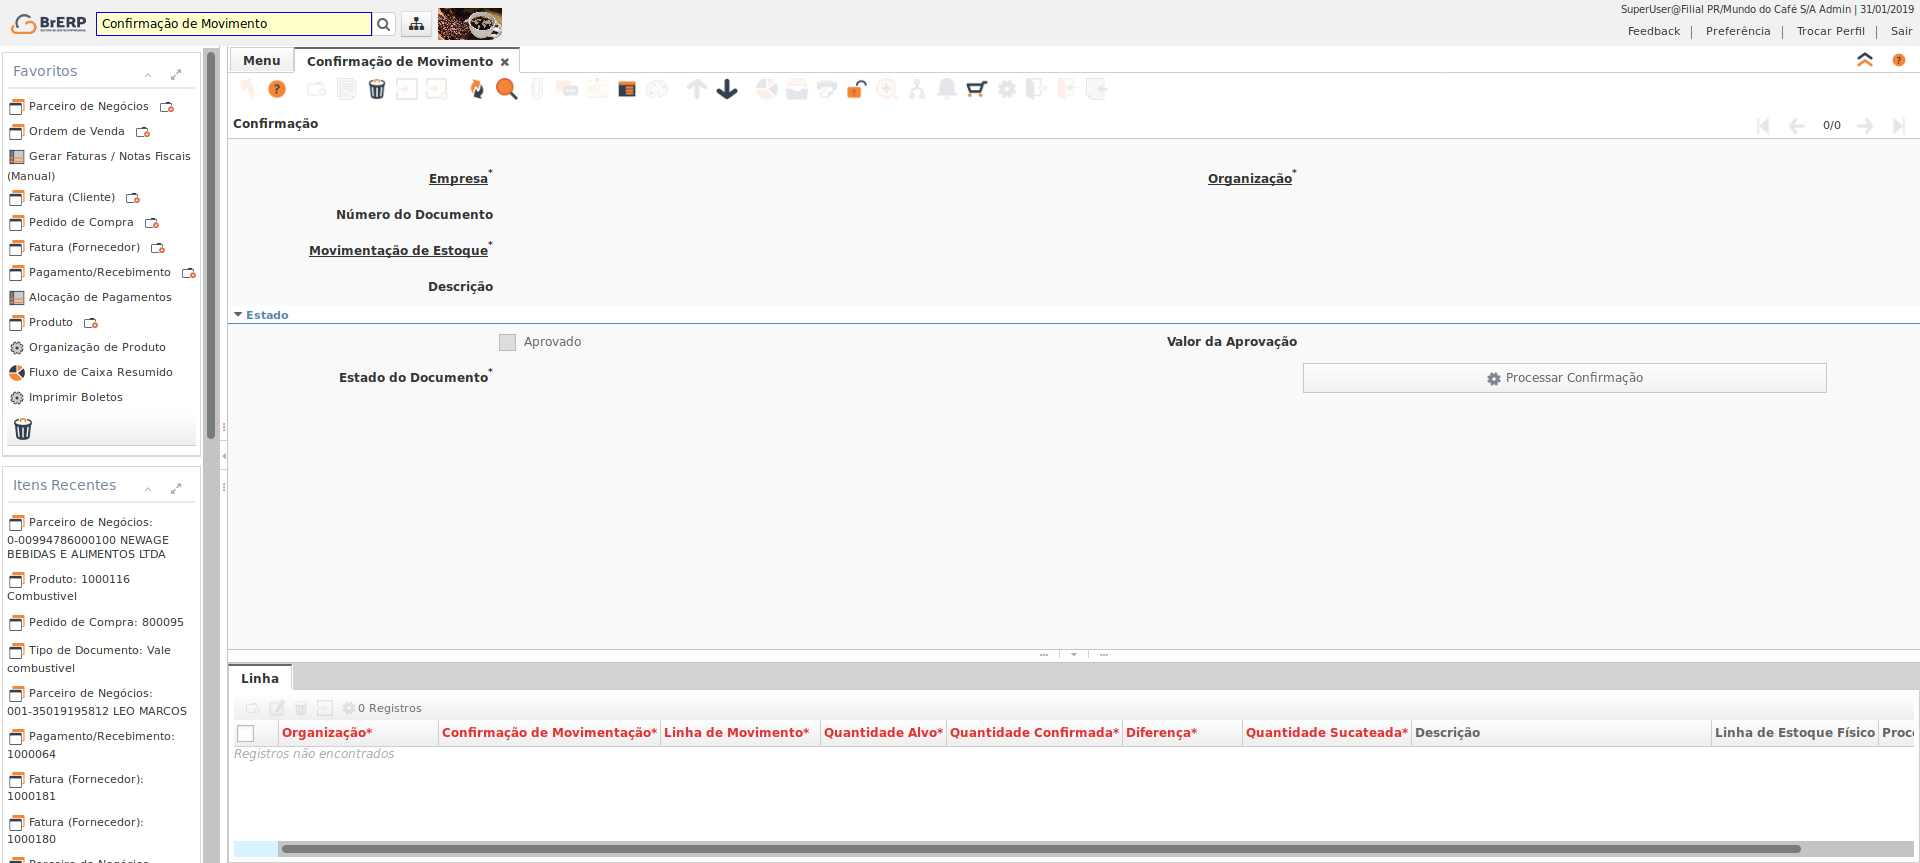 BrERP
Confirmação de Movimento
SuperUser@Filial PR/Mundo do Café S/A Admin | 31/01/2019
Feedback | Preferência | Trocar Perfil | Sair
Favoritos
Parceiro de Negócios
Ordem de Venda
Gerar Faturas / Notas Fiscais
(Manual)
Fatura (Cliente)
Pedido de Compra
Fatura (Fornecedor)
Pagamento/Recebimento
Alocação de Pagamentos
Produto
Organização de Produto
Fluxo de Caixa Resumido
Imprimir Boletos
Itens Recentes
Parceiro de Negócios:
0-00994786000100 NEWAGE
BEBIDAS E ALIMENTOS LTDA
Produto: 1000116
Combustivel
Pedido de Compra: 800095
Tipo de Documento: Vale
combustivel
Parceiro de Negócios:
001-35019195812 LEO MARCOS
Pagamento/Recebimento:
1000064
Fatura (Fornecedor):
1000181
Fatura (Fornecedor):
1000180
Parceiro de Negócios
Menu
Confirmação de Movimento
Confirmação
0/0
Empresa*
Organização*
Número do Documento
Movimentação de Estoque*
Descrição
Estado
Aprovado
Valor da Aprovação
Estado do Documento*
Processar Confirmação
Linha
0 Registros
Organização* Confirmação de Movimentação* Linha de Movimento* Quantidade Alvo* Quantidade Confirmada* Diferença* Quantidade Sucateada* Descrição Linha de Estoque Físico Proc
Registros não encontrados